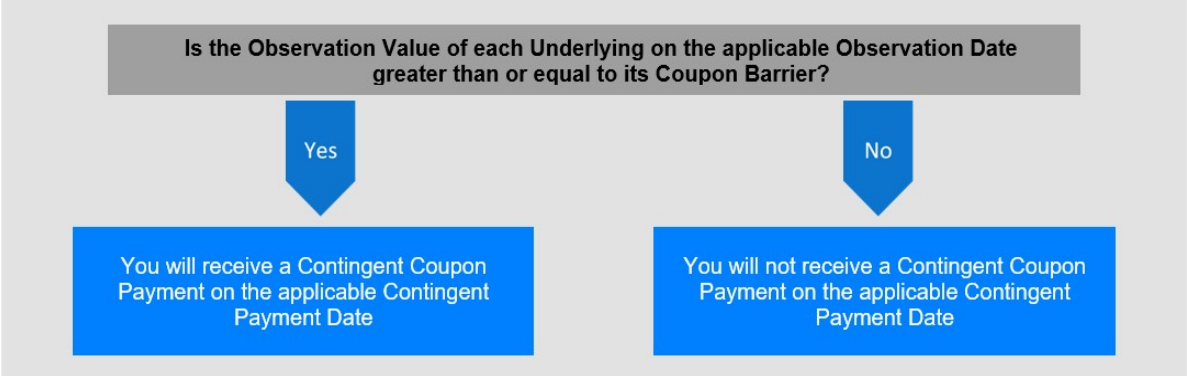 Is the Observation Value of each Underlying on the applicable Observation Date
greater than or equal to its Coupon Barrier?
Yes
No
You will receive a Contingent Coupon
Payment on the applicable Contingent
Payment Date
You will not receive a Contingent Coupon
Payment on the applicable Contingent
Payment Date